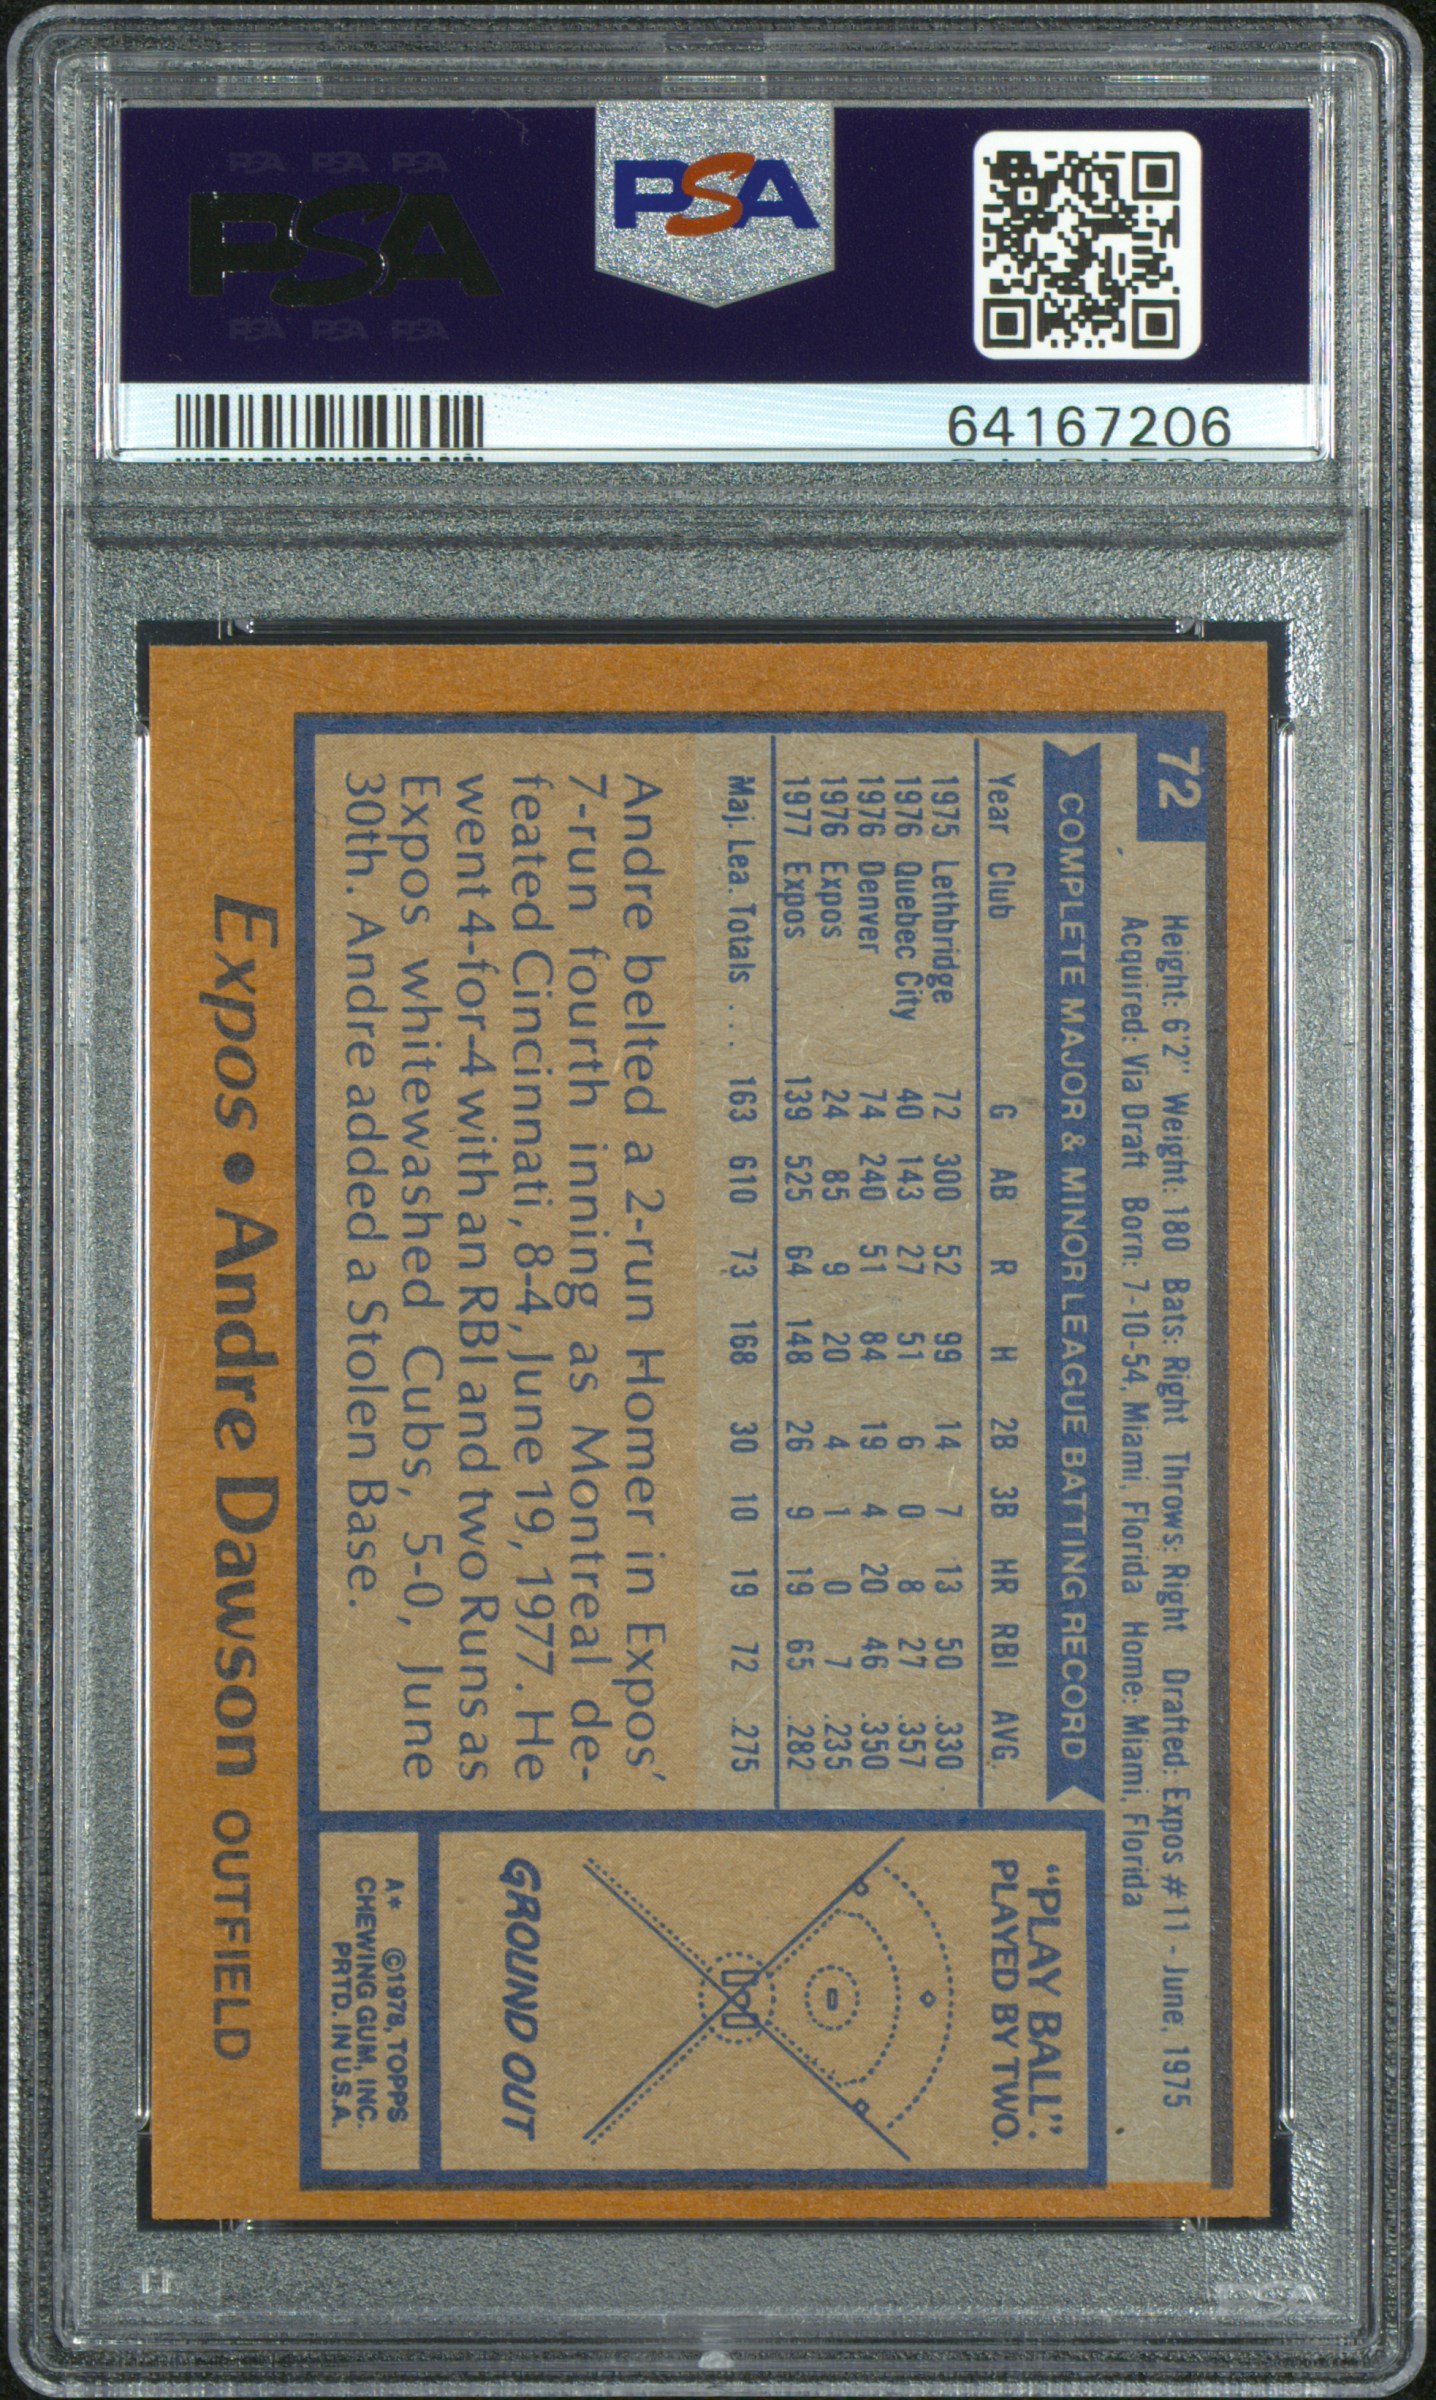 PSA PSA PSA
PSA
PSA PSA PSA
PSA
64167206
72
Height: 6'2" Weight: 180 Bats: Right Throws: Right Drafted: Expos #11 - June, 1975
Acquired: Via Draft Born: 7-10-54, Miami, Florida Home: Miami, Florida
COMPLETE MAJOR & MINOR LEAGUE BATTING RECORD
Year Club G AB R H 2B 3B HR RBI AVG.
1975 Lethbridge 72 300 52 99 14 7 13 50 .330
1976 Quebec City 40 143 27 51 6 0 8 27 .357
1976 Denver 74 240 51 84 19 4 20 46 .350
1976 Expos 24 85 9 20 4 1 0 7 .235
1977 Expos 139 525 64 148 26 9 19 65 .282
Maj. Lea. Totals . . . 163 610 73 168 30 10 19 72 .275
Andre belted a 2-run Homer in Expos'
7-run fourth inning as Montreal de-
feated Cincinnati, 8-4, June 19, 1977. He
went 4-for-4 with an RBI and two Runs as
Expos whitewashed Cubs, 5-0, June
30th. Andre added a Stolen Base.
"PLAY BALL":
PLAYED BY TWO.
GROUND OUT
A* ©1978, TOPPS
CHEWING GUM, INC.
PRTD. IN U.S.A.
Expos • Andre Dawson OUTFIELD
PSA